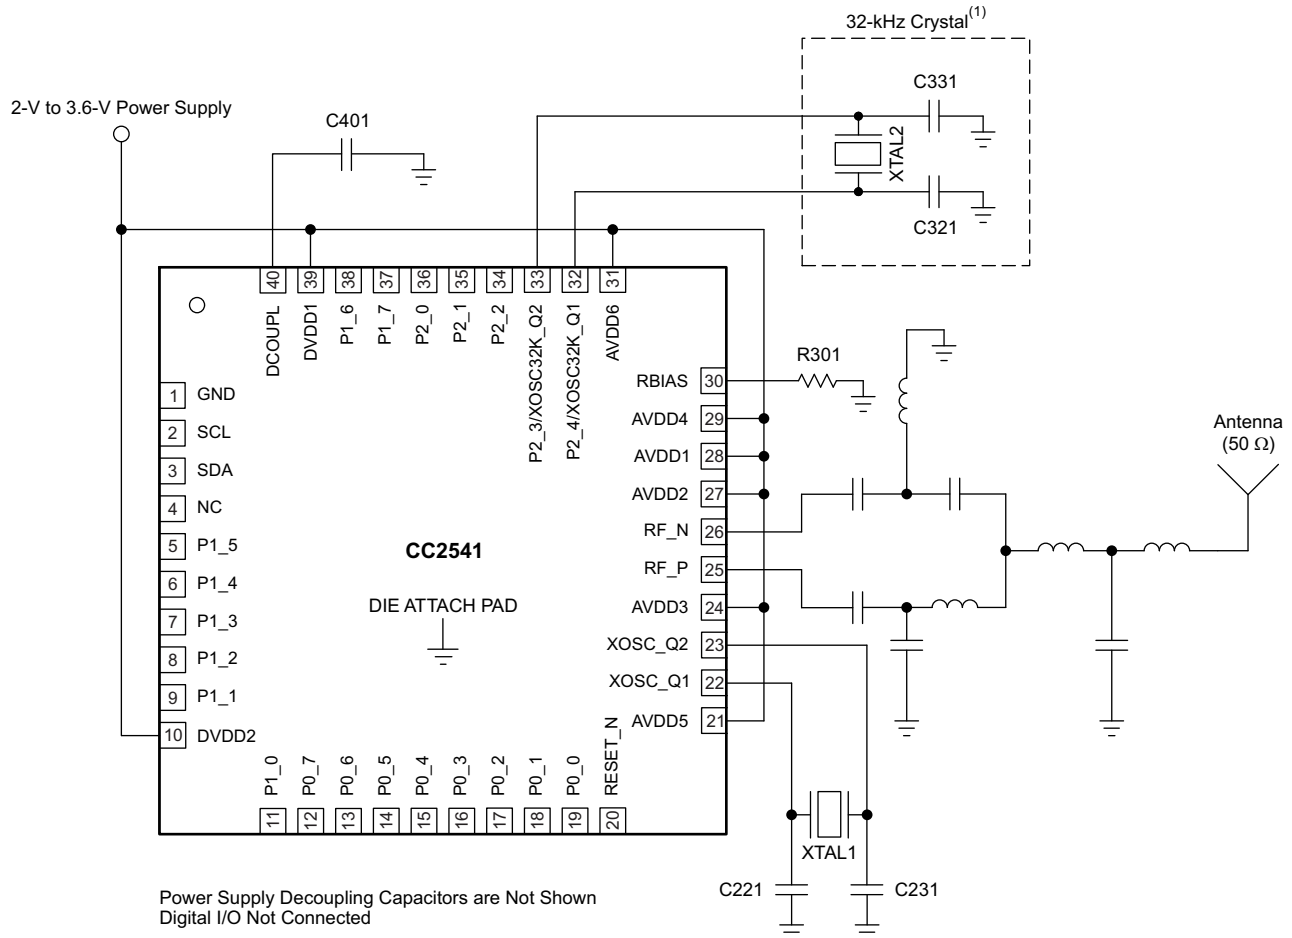 32-kHz Crystal(1)
C331
2-V to 3.6-V Power Supply
C401
XTAL2
C321
40
39
38
37
36
35
34
33
32
31
DCOUPL
DVDD1
P1_6
P1_7
P2_0
P2_1
P2_2
P2_3/XOSC32K_Q2
P2_4/XOSC32K_Q1
AVDD6
R301
RBIAS 30
AVDD4 29
AVDD1 28
AVDD2 27
RF_N 26
RF_P 25
AVDD3 24
XOSC_Q2 23
XOSC_Q1 22
AVDD5 21
Antenna
(50 Ω)
1 GND
2 SCL
3 SDA
4 NC
5 P1_5
6 P1_4
7 P1_3
8 P1_2
9 P1_1
10 DVDD2
CC2541
DIE ATTACH PAD
P1_0
P0_7
P0_6
P0_5
P0_4
P0_3
P0_2
P0_1
P0_0
RESET_N
11
12
13
14
15
16
17
18
19
20
XTAL1
C221
C231
Power Supply Decoupling Capacitors are Not Shown
Digital I/O Not Connected